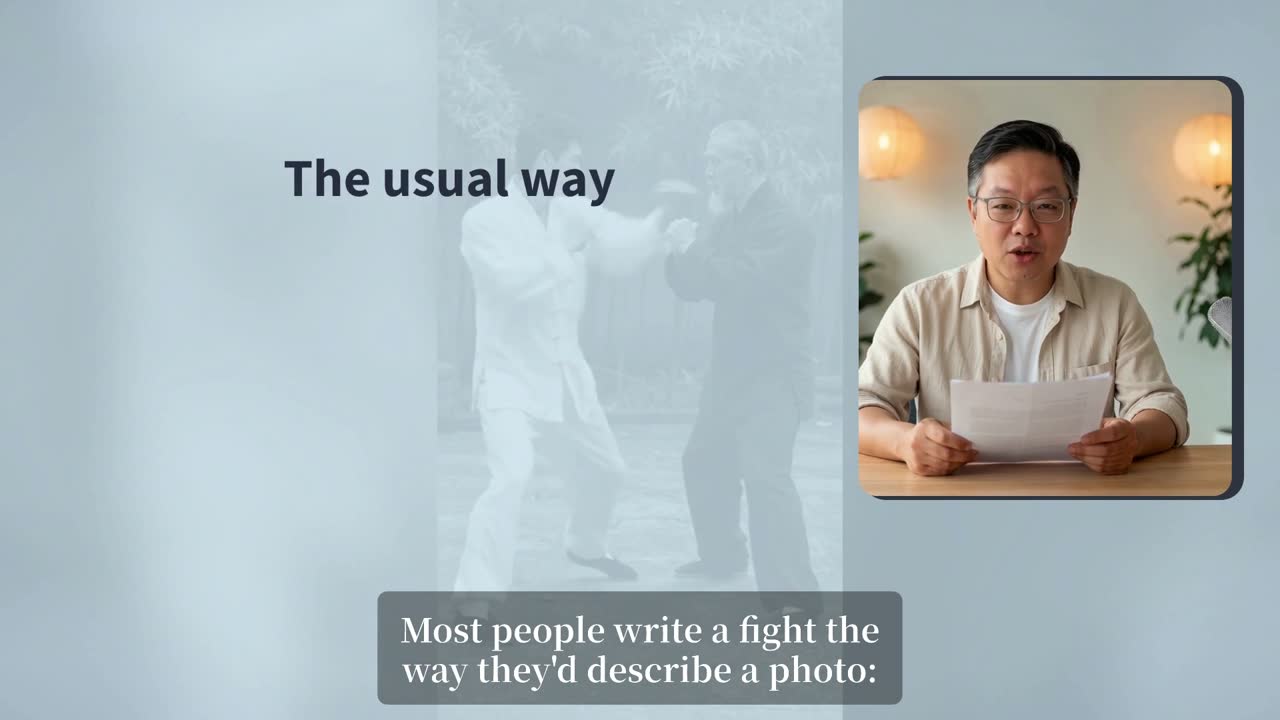 The usual way
Most people write a fight the
way they'd describe a photo: